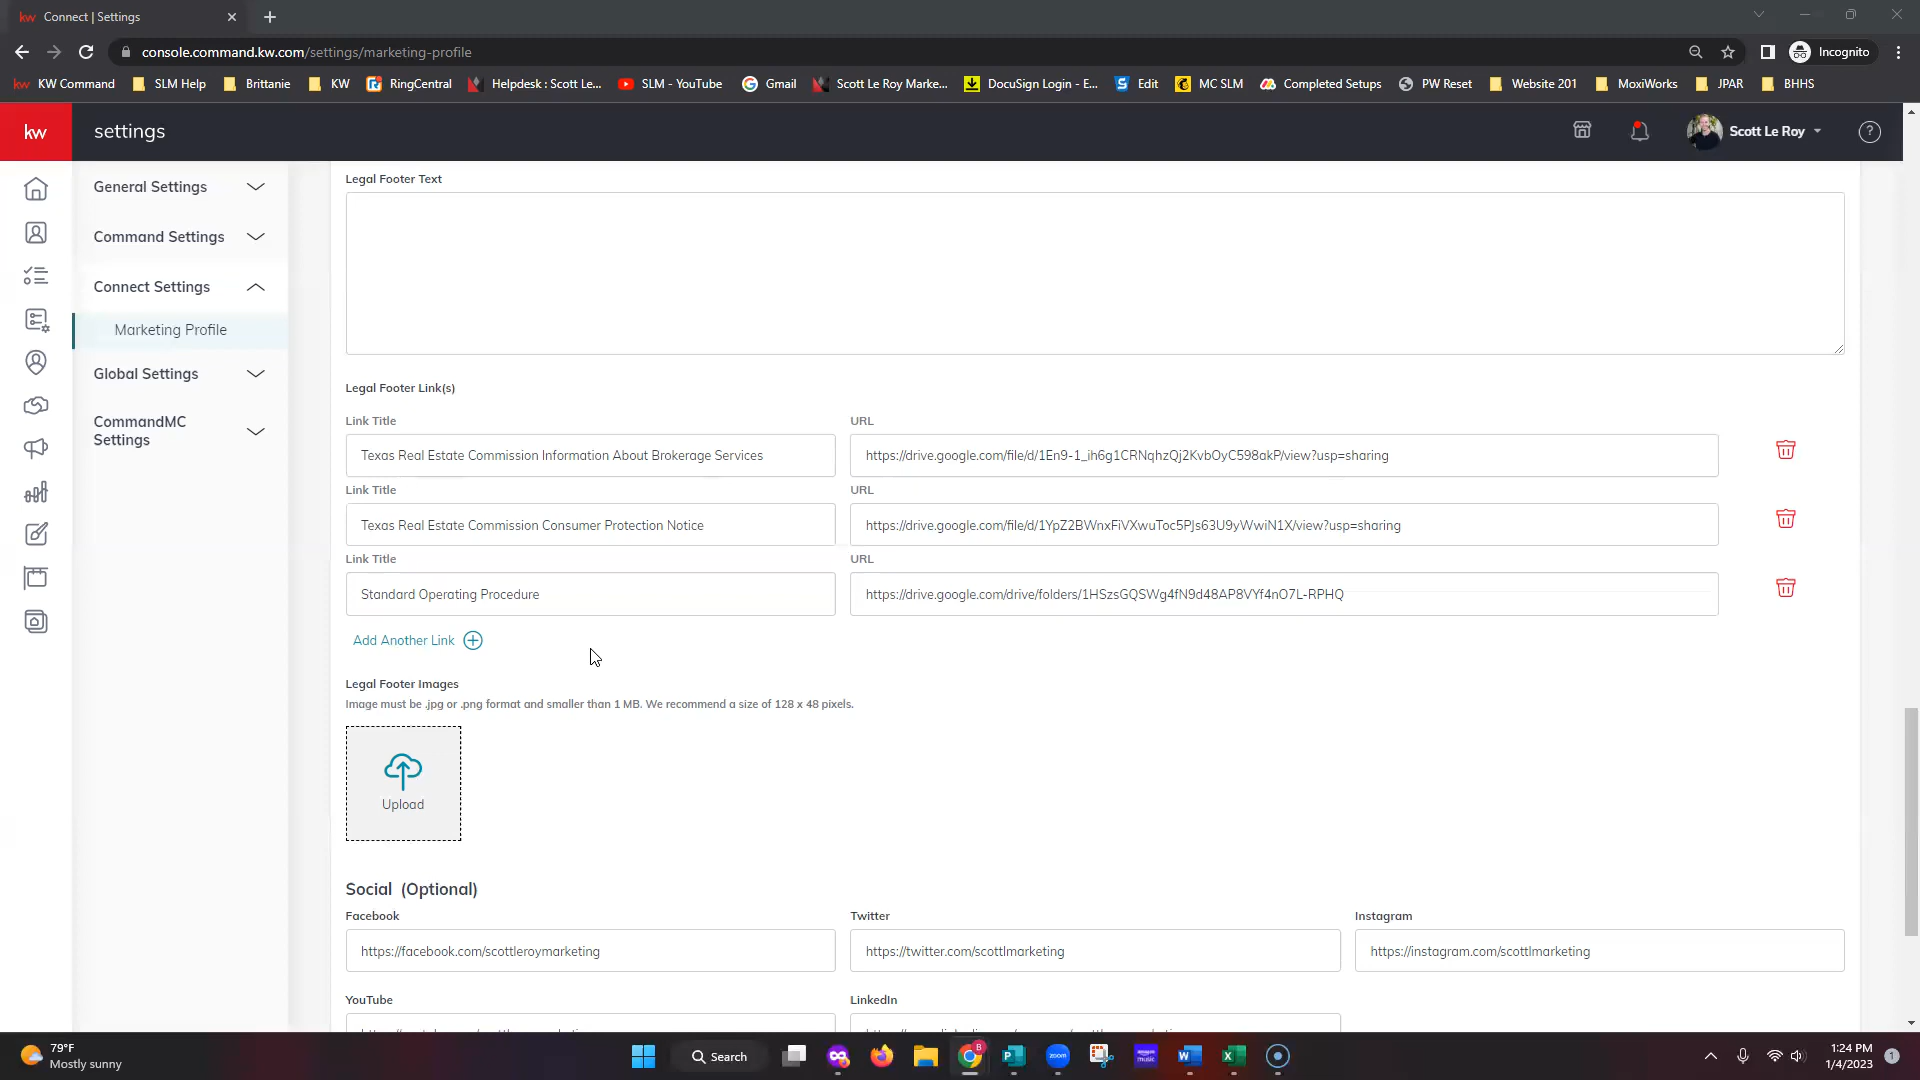 kw Connect | Settings
console.command.kw.com/settings/marketing-profile
Incognito
kw KW Command SLM Help Brittanie KW RingCentral Helpdesk : Scott Le... SLM - YouTube Gmail Scott Le Roy Marke... DocuSign Login - E... Edit MC SLM Completed Setups PW Reset Website 201 MoxiWorks JPAR BHHS
kw settings Scott Le Roy ?
General Settings
Command Settings
Connect Settings
Marketing Profile
Global Settings
CommandMC
Settings
Legal Footer Text
Legal Footer Link(s)
Link Title URL
Texas Real Estate Commission Information About Brokerage Services https://drive.google.com/file/d/1En9-1_ih6g1CRNqhzQj2KvbOyC598akP/view?usp=sharing
Link Title URL
Texas Real Estate Commission Consumer Protection Notice https://drive.google.com/file/d/1YpZ2BWnxFiVXwuToc5PJs63U9yWwiN1X/view?usp=sharing
Link Title URL
Standard Operating Procedure https://drive.google.com/drive/folders/1HSzsGQSWg4fN9d48AP8VYf4nO7L-RPHQ
Add Another Link
Legal Footer Images
Image must be .jpg or .png format and smaller than 1 MB. We recommend a size of 128 x 48 pixels.
Upload
Social (Optional)
Facebook Twitter Instagram
https://facebook.com/scottleroymarketing https://twitter.com/scottlmarketing https://instagram.com/scottlmarketing
YouTube LinkedIn
79°F
Mostly sunny
Search
1:24 PM
1/4/2023
1